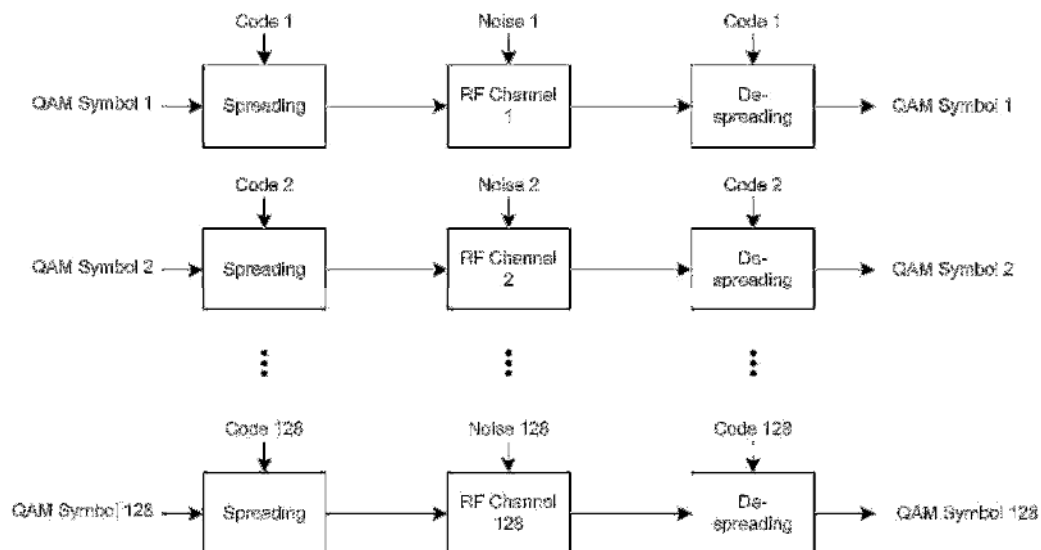 Code 1 Noise 1 Code 1
QAM Symbol 1 Spreading RF Channel 1 De-spreading QAM Symbol 1
Code 2 Noise 2 Code 2
QAM Symbol 2 Spreading RF Channel 2 De-spreading QAM Symbol 2
Code 128 Noise 128 Code 128
QAM Symbol 128 Spreading RF Channel 128 De-spreading QAM Symbol 128